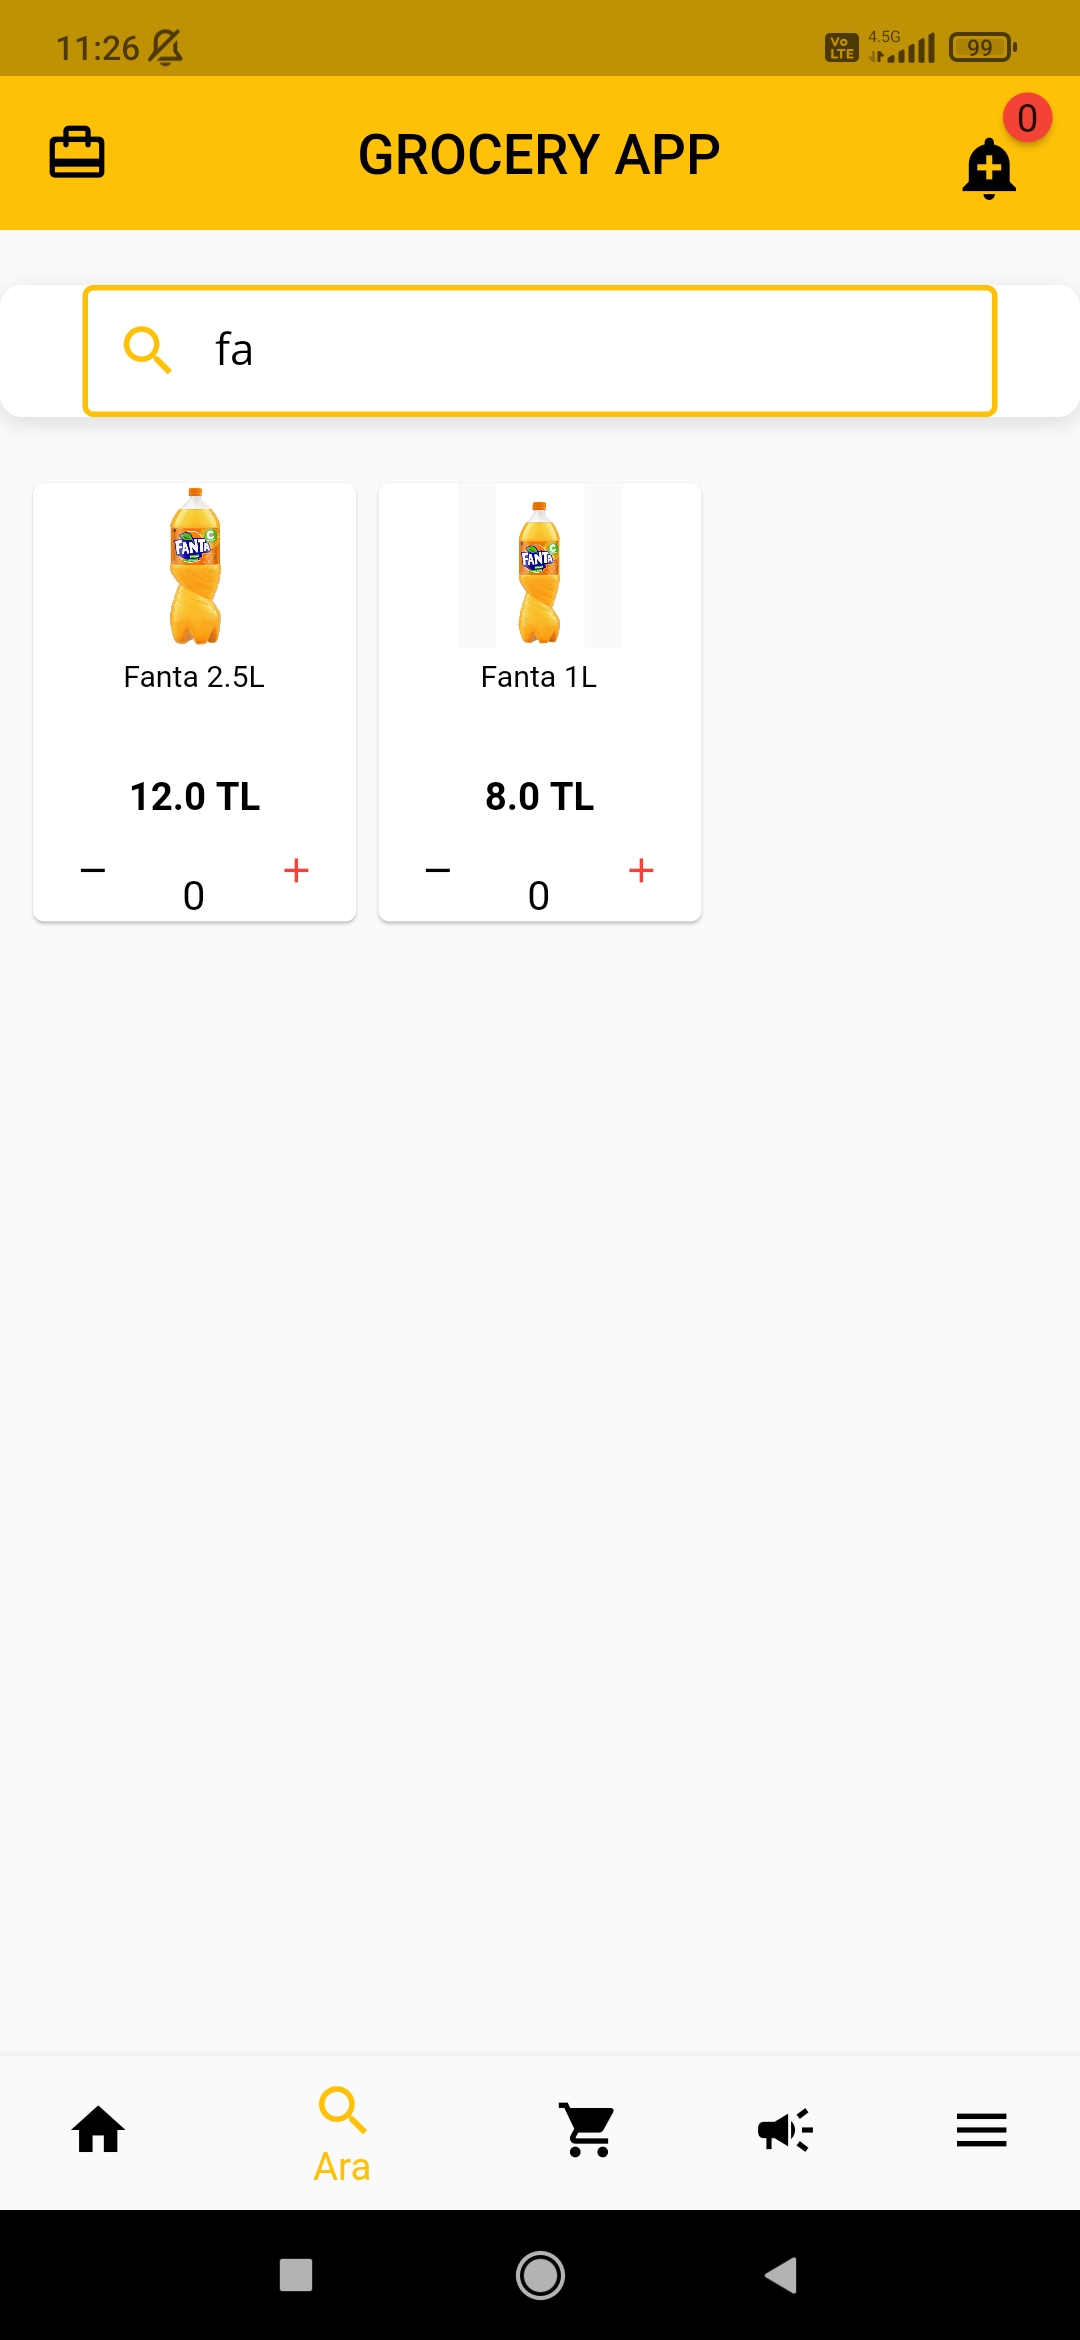 11:26
Vo LTE 4.5G 99
GROCERY APP
0
fa
FANTA
FANTA
Fanta 2.5L
Fanta 1L
12.0 TL
8.0 TL
0
0
Ara